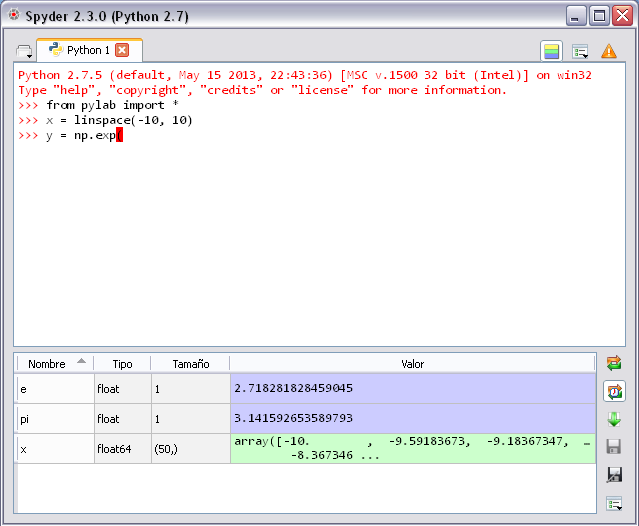 Spyder 2.3.0 (Python 2.7)
Python 1
Python 2.7.5 (default, May 15 2013, 22:43:36) [MSC v.1500 32 bit (Intel)] on win32
Type "help", "copyright", "credits" or "license" for more information.
>>> from pylab import *
>>> x = linspace(-10, 10)
>>> y = np.exp(
Nombre Tipo Tamaño Valor
e float 1 2.718281828459045
pi float 1 3.141592653589793
x float64 (50,) array([-10. , -9.59183673, -9.18367347, …
-8.367346 ...